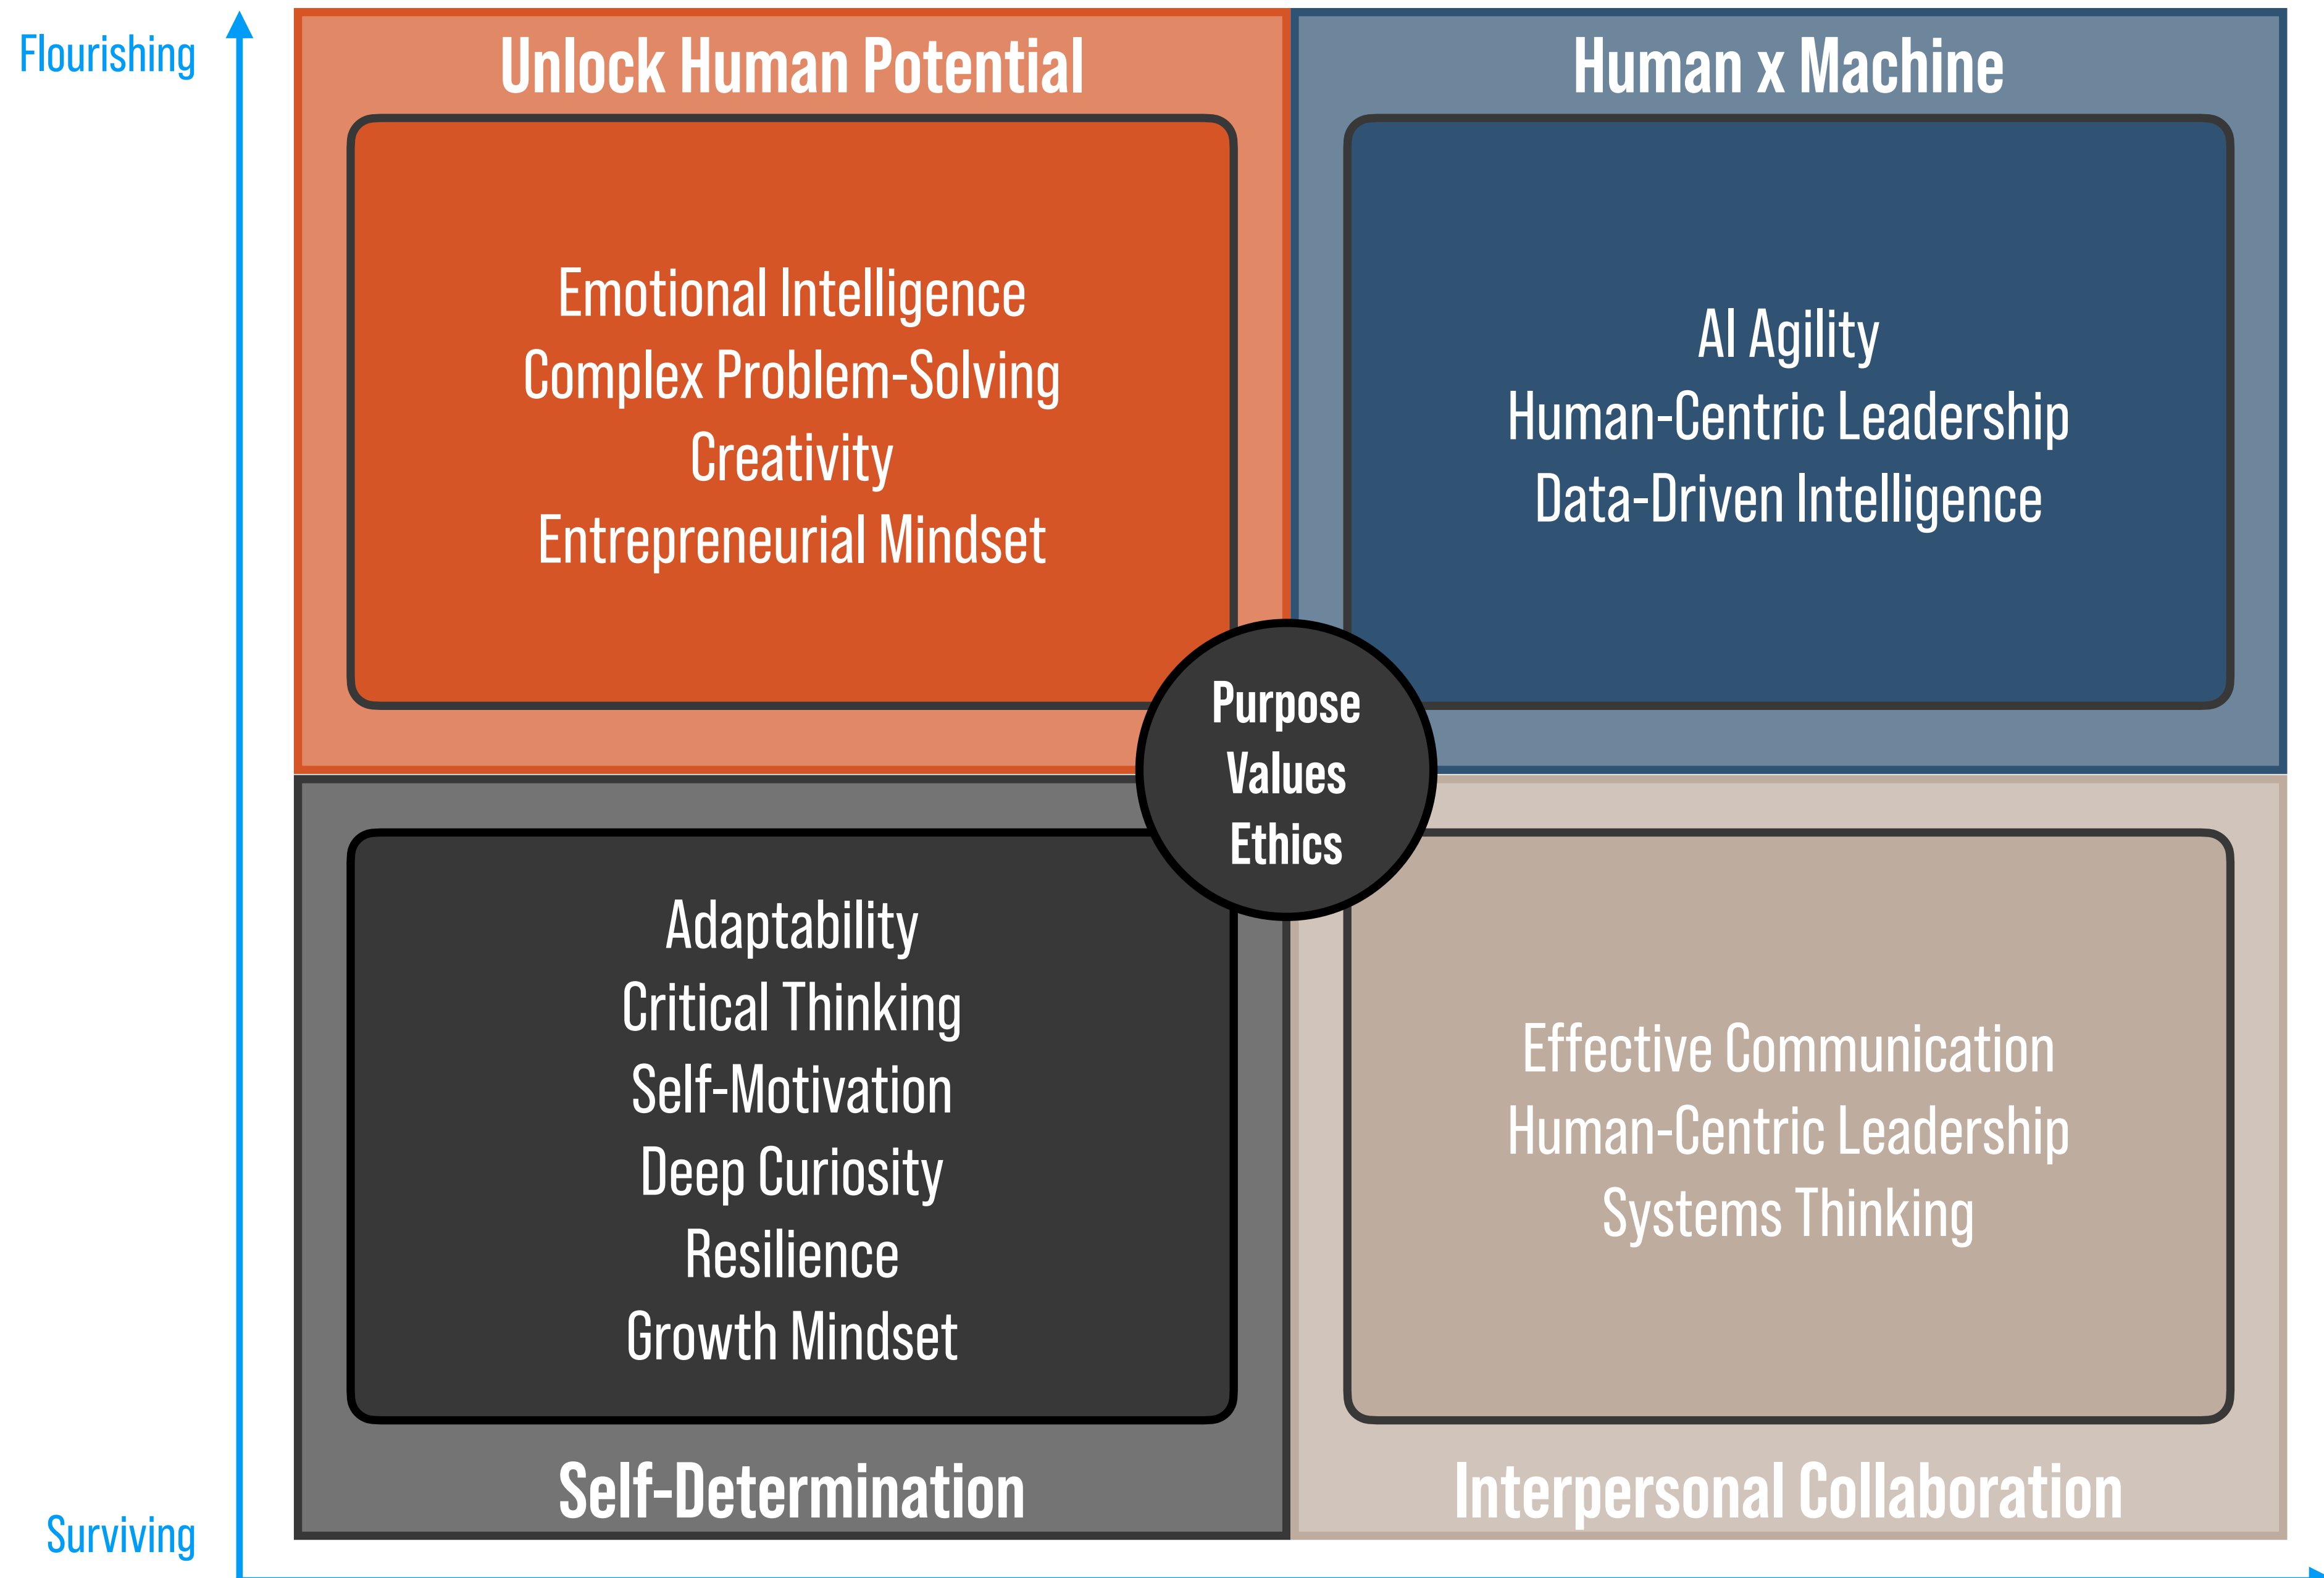 Flourishing
Unlock Human Potential
Emotional Intelligence
Complex Problem-Solving
Creativity
Entrepreneurial Mindset
Human x Machine
AI Agility
Human-Centric Leadership
Data-Driven Intelligence
Purpose
Values
Ethics
Adaptability
Critical Thinking
Self-Motivation
Deep Curiosity
Resilience
Growth Mindset
Self-Determination
Effective Communication
Human-Centric Leadership
Systems Thinking
Interpersonal Collaboration
Surviving